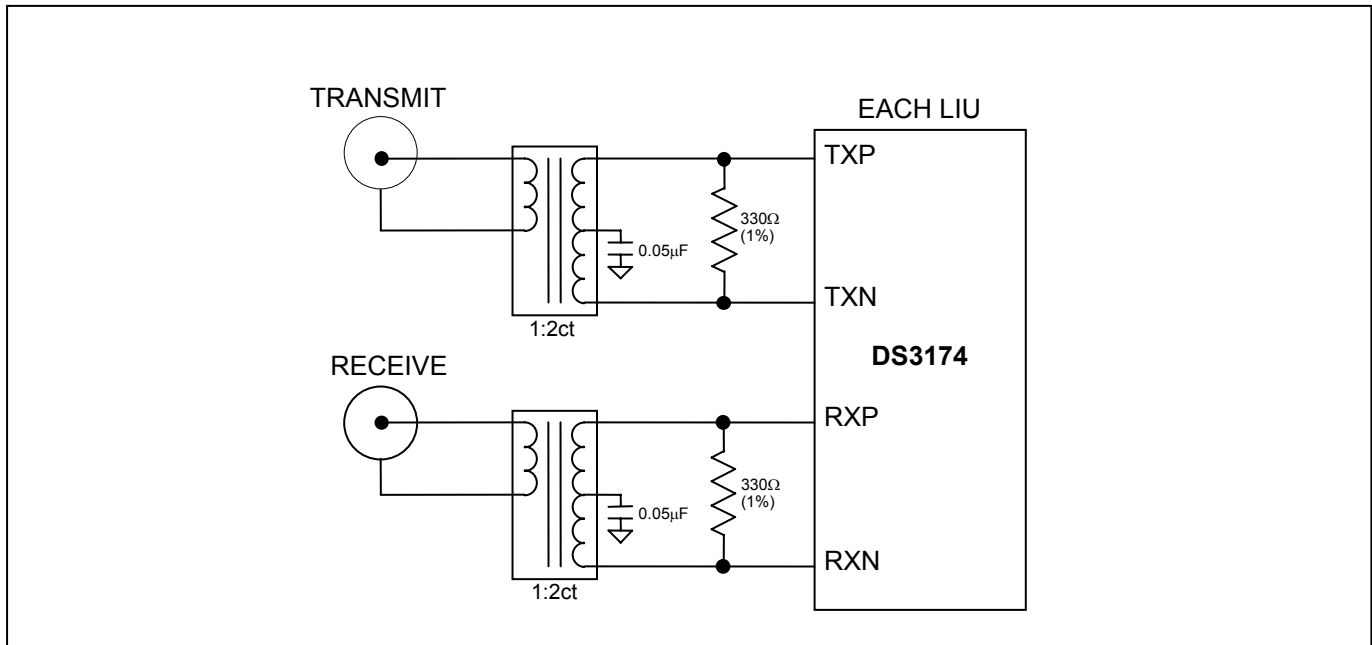 TRANSMIT
EACH LIU
TXP
330Ω
(1%)
0.05µF
TXN
1:2ct
DS3174
RECEIVE
RXP
330Ω
(1%)
0.05µF
RXN
1:2ct